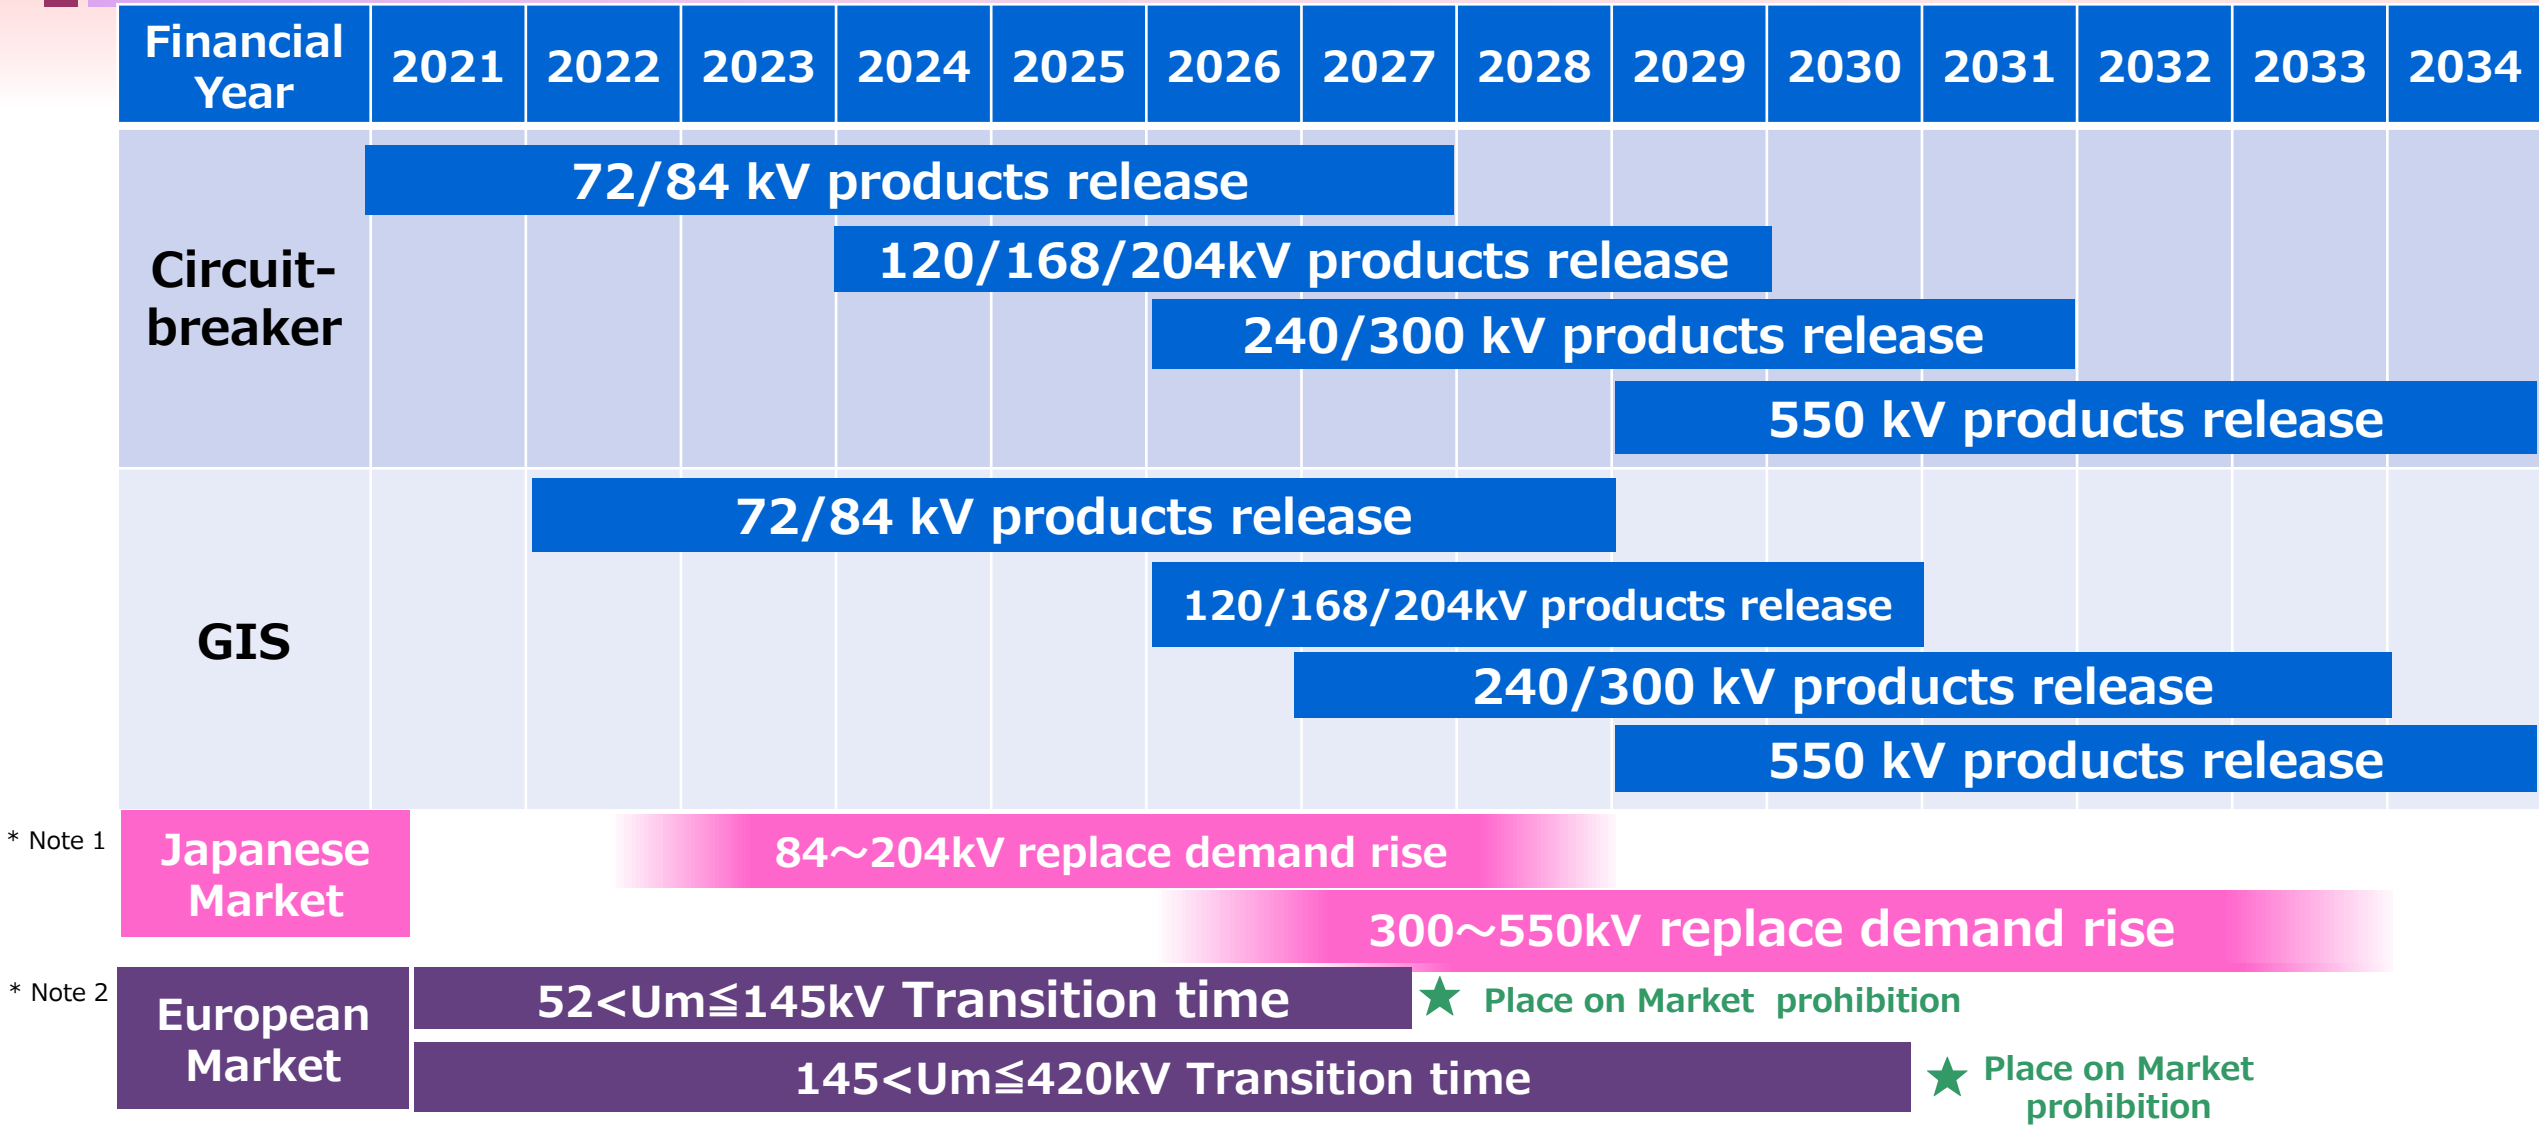 Financial
Year
2021 2022 2023 2024 2025 2026 2027 2028 2029 2030 2031 2032 2033 2034
Circuit-
breaker
72/84 kV products release
120/168/204kV products release
240/300 kV products release
550 kV products release
GIS
72/84 kV products release
120/168/204kV products release
240/300 kV products release
550 kV products release
* Note 1
Japanese
Market
84～204kV replace demand rise
300～550kV replace demand rise
* Note 2
European
Market
52<Um≦145kV Transition time
★ Place on Market prohibition
145<Um≦420kV Transition time
★ Place on Market
prohibition